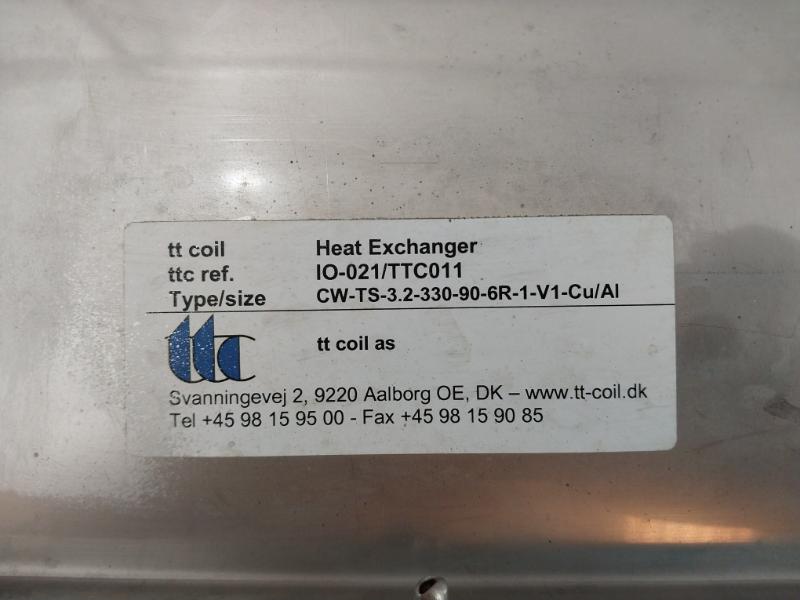 tt coil Heat Exchanger
ttc ref. IO-021/TTC011
Type/size CW-TS-3.2-330-90-6R-1-V1-Cu/Al
ttc tt coil as
Svanningevej 2, 9220 Aalborg OE, DK – www.tt-coil.dk
Tel +45 98 15 95 00 - Fax +45 98 15 90 85